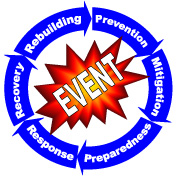 Rebuilding
Prevention
Mitigation
Preparedness
Response
Recovery
EVENT